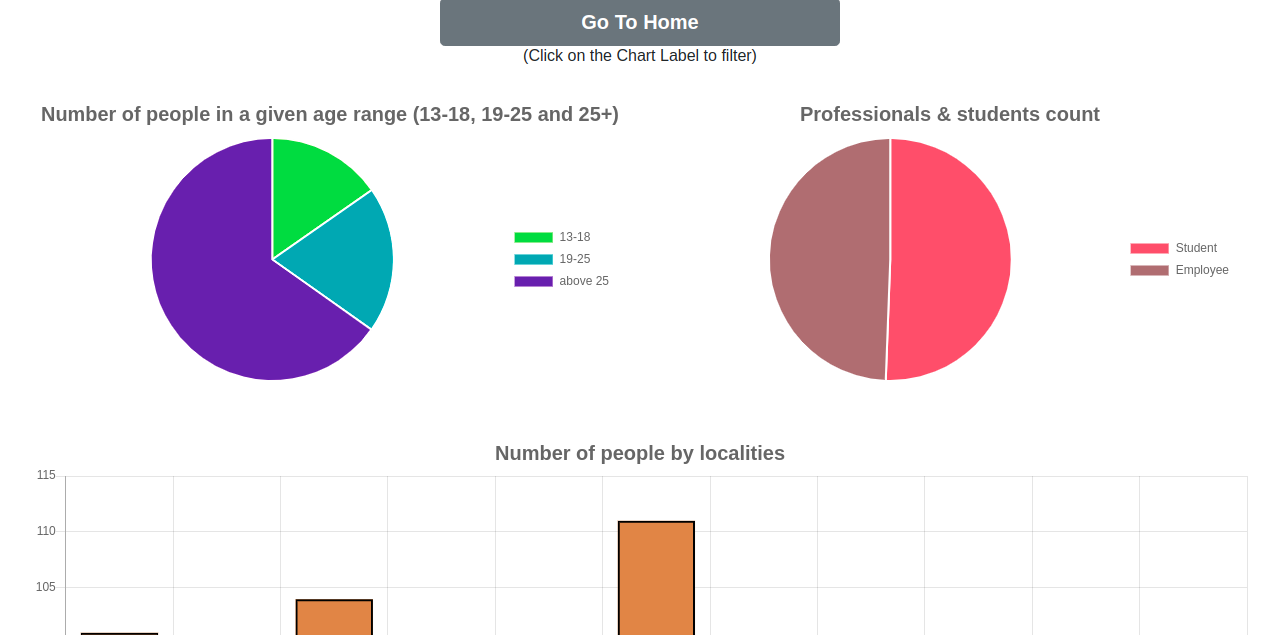 Go To Home
(Click on the Chart Label to filter)
Number of people in a given age range (13-18, 19-25 and 25+)
13-18
19-25
above 25
Professionals & students count
Student
Employee
Number of people by localities
115
110
105